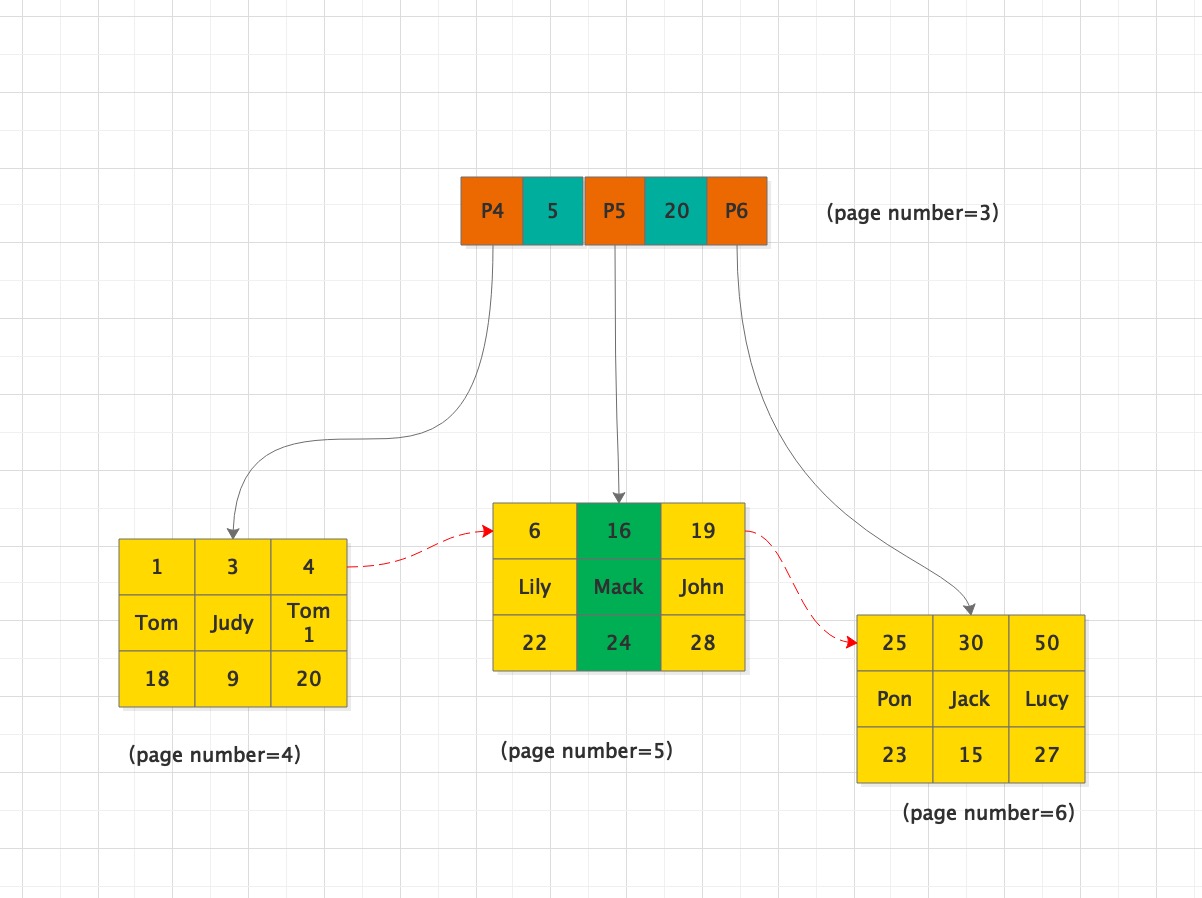 P4 5 P5 20 P6
(page number=3)
1 3 4
Tom Judy Tom
1
18 9 20
(page number=4)
6 16 19
Lily Mack John
22 24 28
(page number=5)
25 30 50
Pon Jack Lucy
23 15 27
(page number=6)